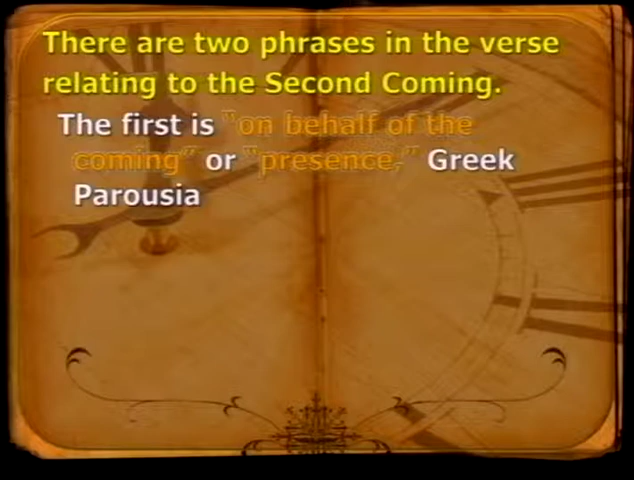 There are two phrases in the verse
relating to the Second Coming.
The first is "on behalf of the
coming" or "presence," Greek
Parousia